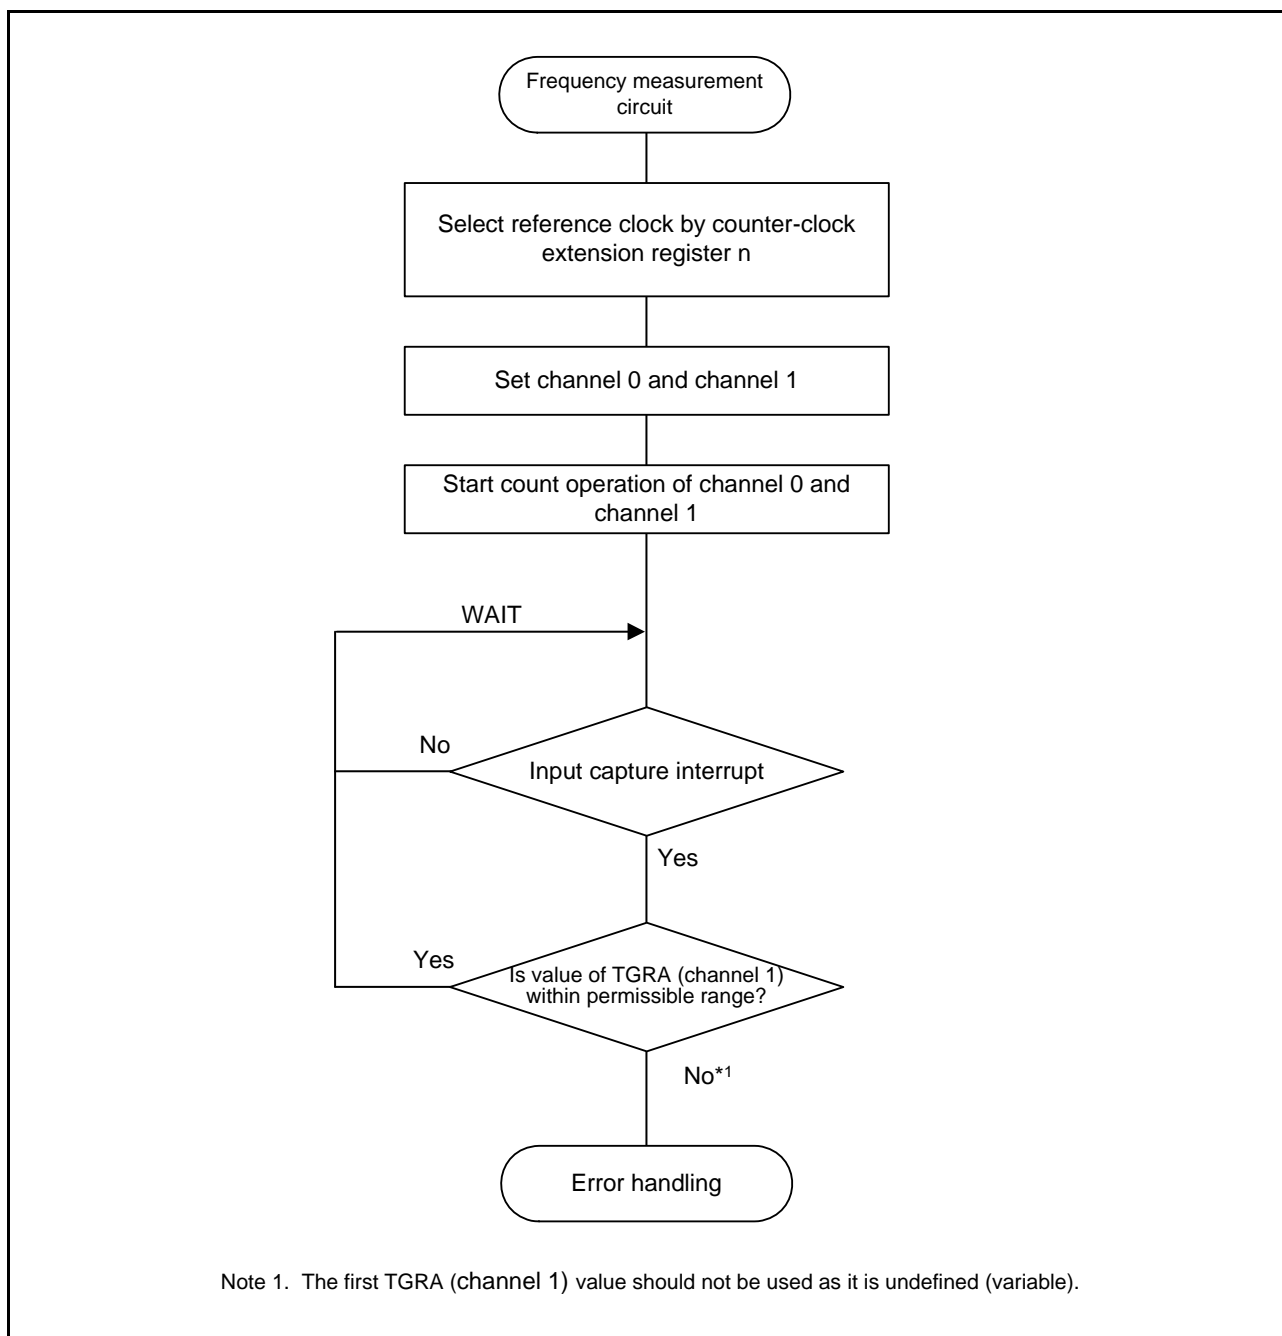 Frequency measurement
circuit
Select reference clock by counter-clock
extension register n
Set channel 0 and channel 1
Start count operation of channel 0 and
channel 1
WAIT
No
Input capture interrupt
Yes
Yes
Is value of TGRA (channel 1)
within permissible range?
No*1
Error handling
Note 1. The first TGRA (channel 1) value should not be used as it is undefined (variable).